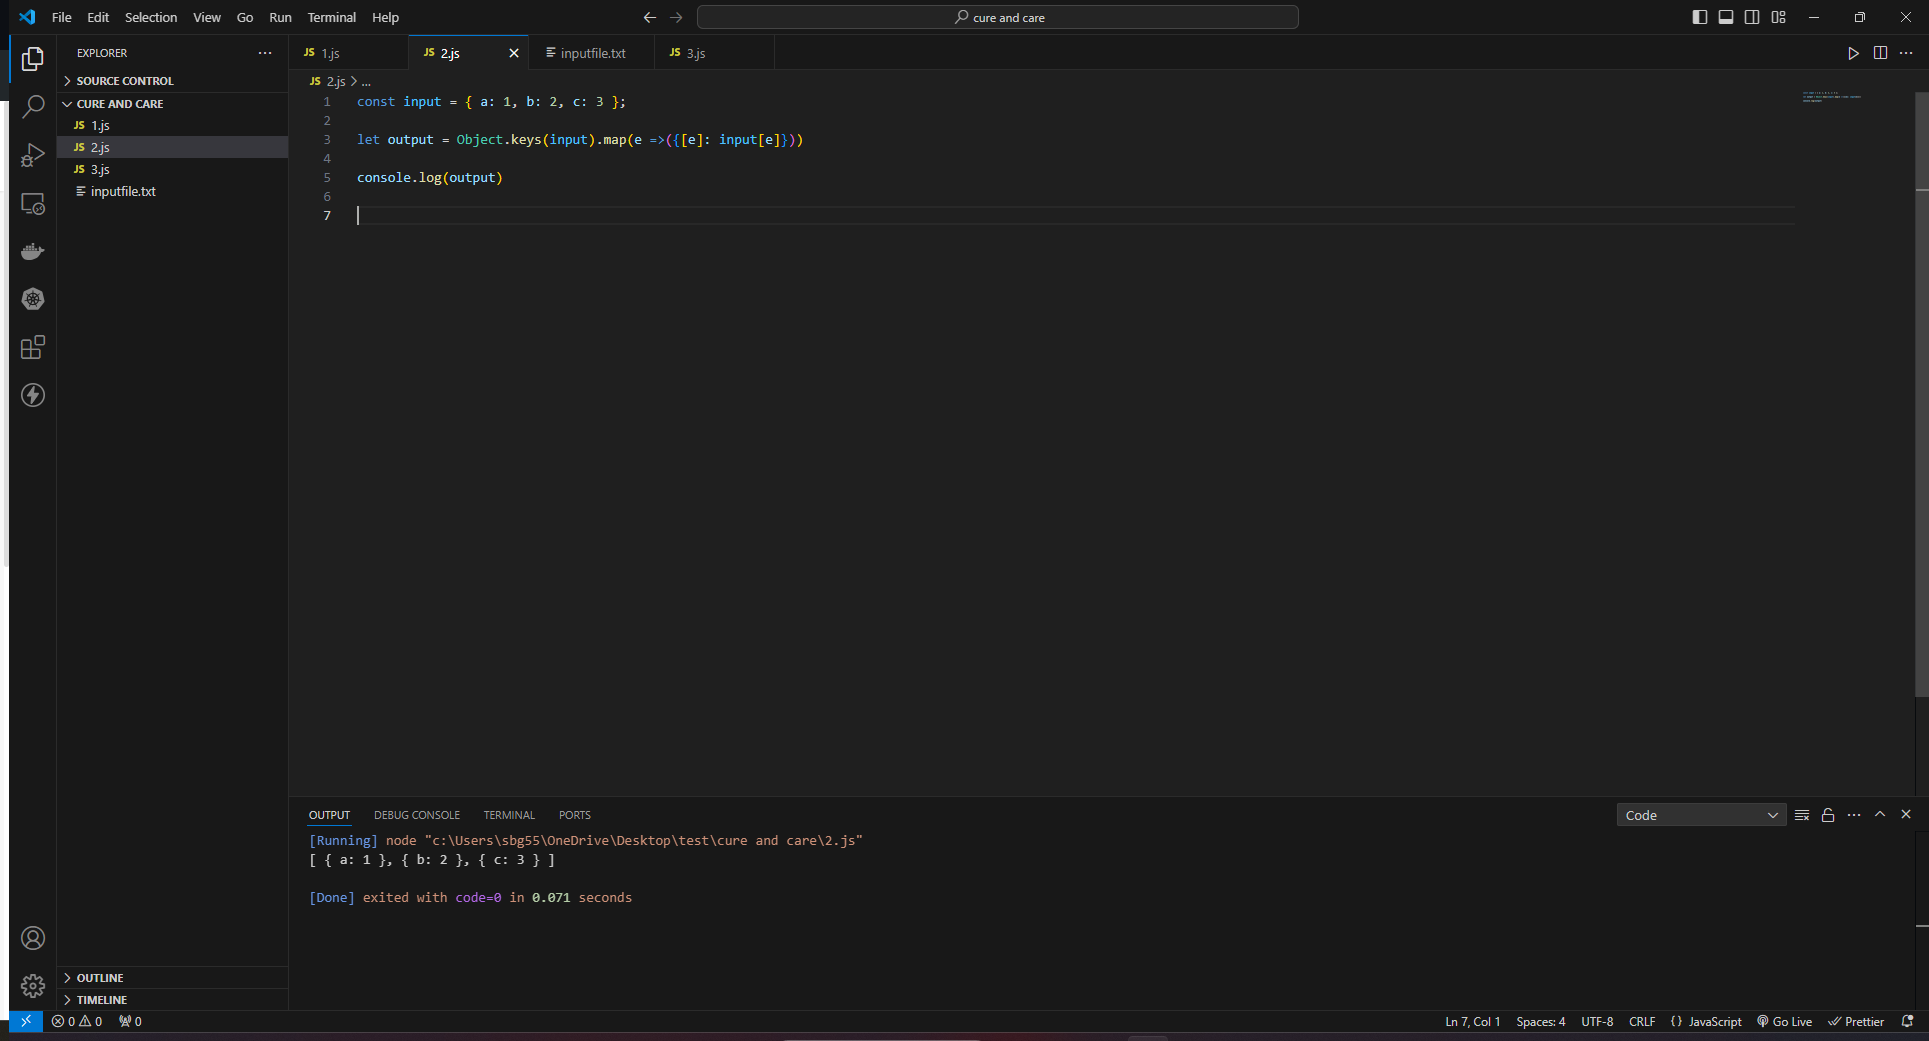 File Edit Selection View Go Run Terminal Help
cure and care
EXPLORER
SOURCE CONTROL
CURE AND CARE
JS 1.js
JS 2.js
JS 3.js
inputfile.txt
OUTLINE
TIMELINE
JS 1.js JS 2.js inputfile.txt JS 3.js
JS 2.js > ...
1 const input = { a: 1, b: 2, c: 3 };
2
3 let output = Object.keys(input).map(e =>({[e]: input[e]}))
4
5 console.log(output)
6
7
OUTPUT DEBUG CONSOLE TERMINAL PORTS
Code
[Running] node "c:\Users\sbg55\OneDrive\Desktop\test\cure and care\2.js"
[ { a: 1 }, { b: 2 }, { c: 3 } ]
[Done] exited with code=0 in 0.071 seconds
0 0 0
Ln 7, Col 1 Spaces: 4 UTF-8 CRLF {} JavaScript Go Live Prettier